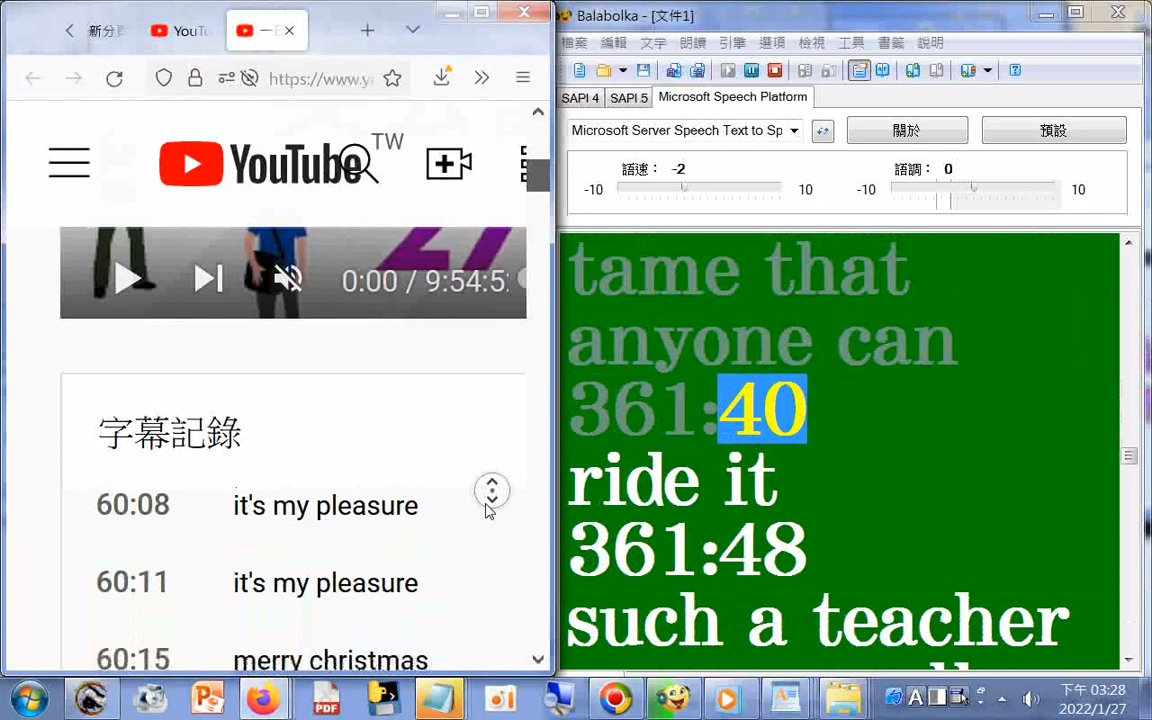 新分
YouTu
一 E
https://www.y
YouTube
TW
27
0:00 / 9:54:5
字幕記錄
60:08 it's my pleasure
60:11 it's my pleasure
60:15 merry christmas
Balabolka - [文件1]
檔案 編輯 文字 朗讀 引擎 選項 檢視 工具 書籤 說明
SAPI 4 SAPI 5 Microsoft Speech Platform
Microsoft Server Speech Text to Sp 關於 預設
語速： -2 語調： 0
-10 10 -10 10
tame that
anyone can
361:40
ride it
361:48
such a teacher
PDF
A
下午 03:28
2022/1/27